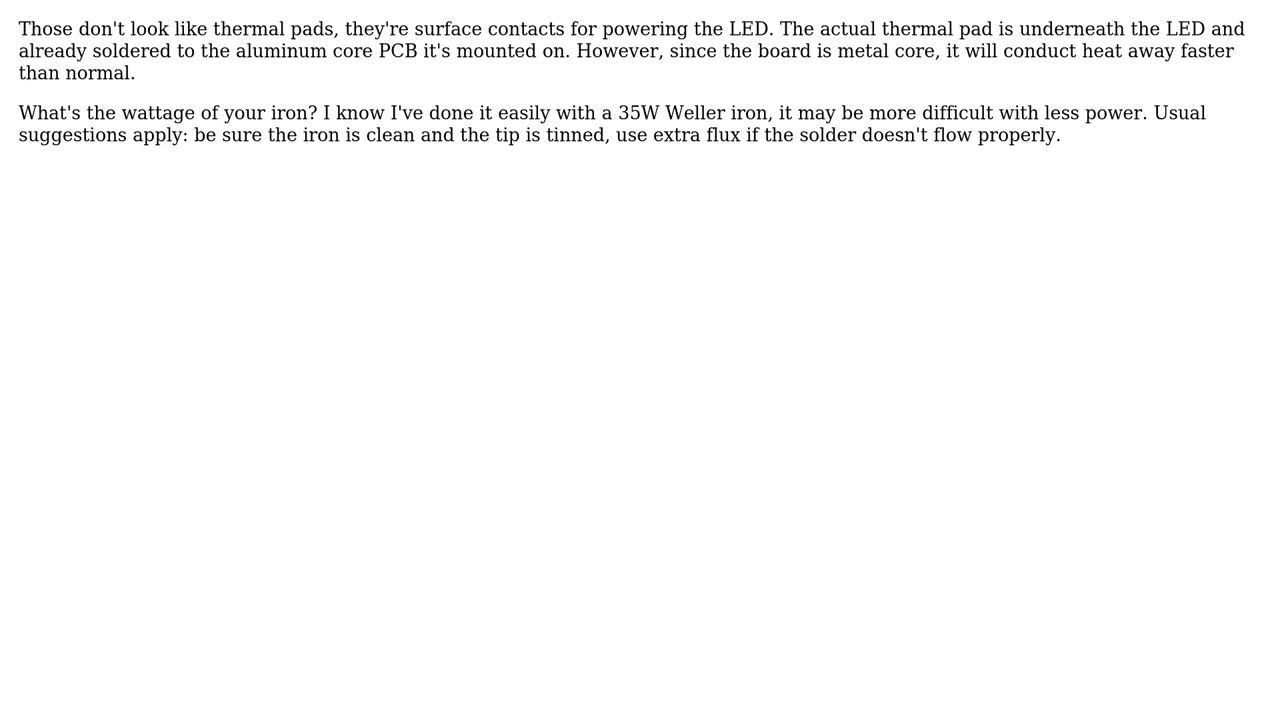 Those don't look like thermal pads, they're surface contacts for powering the LED. The actual thermal pad is underneath the LED and
already soldered to the aluminum core PCB it's mounted on. However, since the board is metal core, it will conduct heat away faster
than normal.
What's the wattage of your iron? I know I've done it easily with a 35W Weller iron, it may be more difficult with less power. Usual
suggestions apply: be sure the iron is clean and the tip is tinned, use extra flux if the solder doesn't flow properly.